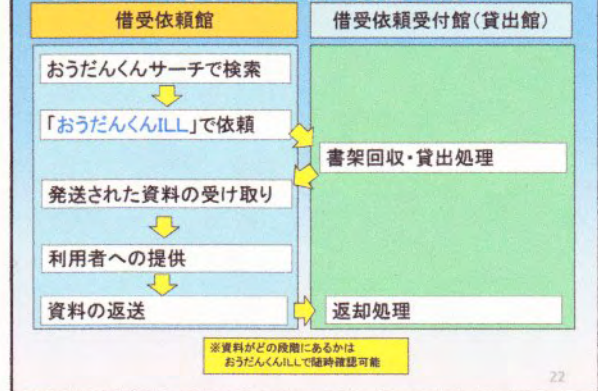 借受依頼館
借受依頼受付館(貸出館)
おうだんくんサーチで検索
「おうだんくんILL」で依頼
書架回収・貸出処理
発送された資料の受け取り
利用者への提供
資料の返送
返却処理
※資料がどの段階にあるかは
おうだんくんILLで随時確認可能
22